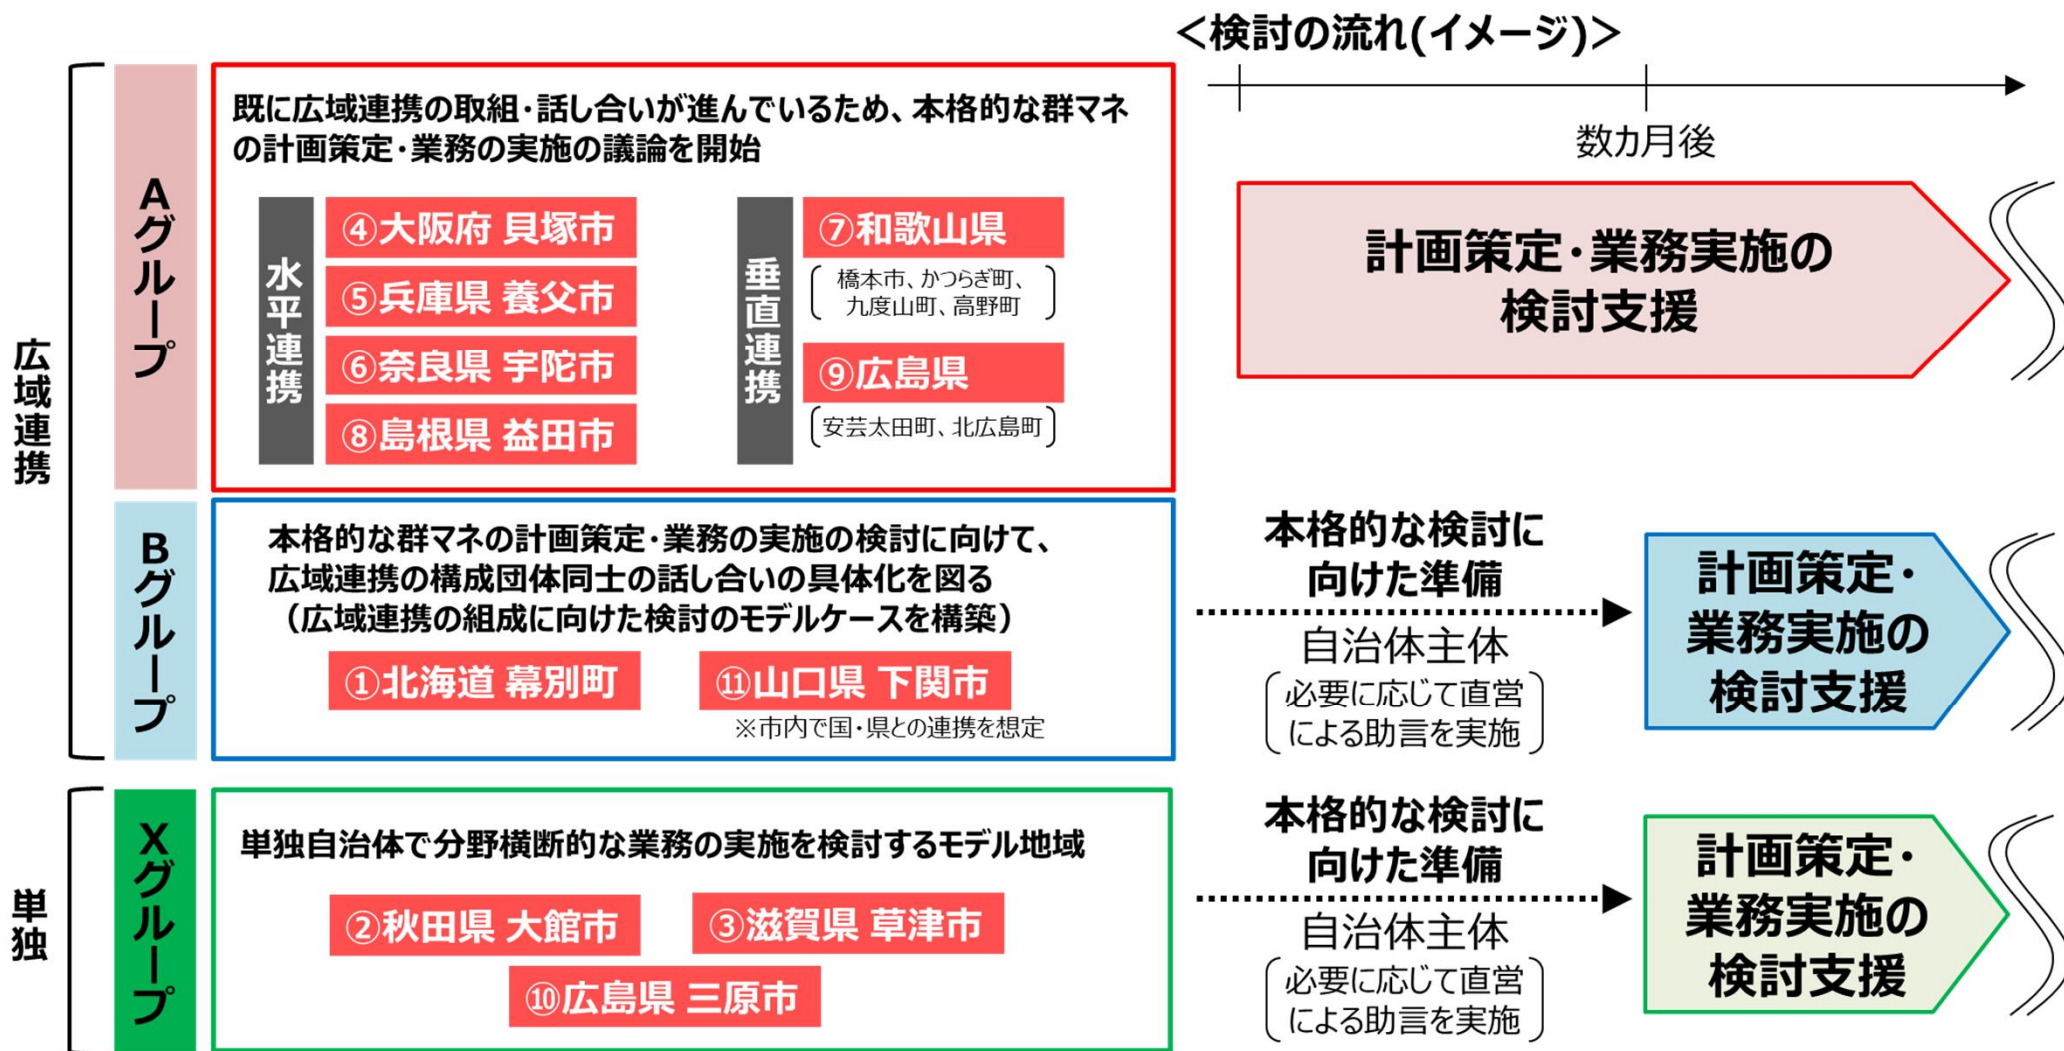 <検討の流れ(イメージ)>
数カ月後
広域連携
Aグループ
既に広域連携の取組・話し合いが進んでいるため、本格的な群マネ
の計画策定・業務の実施の議論を開始
水平連携
④大阪府 貝塚市
⑤兵庫県 養父市
⑥奈良県 宇陀市
⑧島根県 益田市
垂直連携
⑦和歌山県
橋本市、かつらぎ町、
九度山町、高野町
⑨広島県
安芸太田町、北広島町
計画策定・業務実施の
検討支援
Bグループ
本格的な群マネの計画策定・業務の実施の検討に向けて、
広域連携の構成団体同士の話し合いの具体化を図る
(広域連携の組成に向けた検討のモデルケースを構築)
①北海道 幕別町
⑪山口県 下関市
※市内で国・県との連携を想定
本格的な検討に
向けた準備
自治体主体
必要に応じて直営
による助言を実施
計画策定・
業務実施の
検討支援
単独
Xグループ
単独自治体で分野横断的な業務の実施を検討するモデル地域
②秋田県 大館市
③滋賀県 草津市
⑩広島県 三原市
本格的な検討に
向けた準備
自治体主体
必要に応じて直営
による助言を実施
計画策定・
業務実施の
検討支援